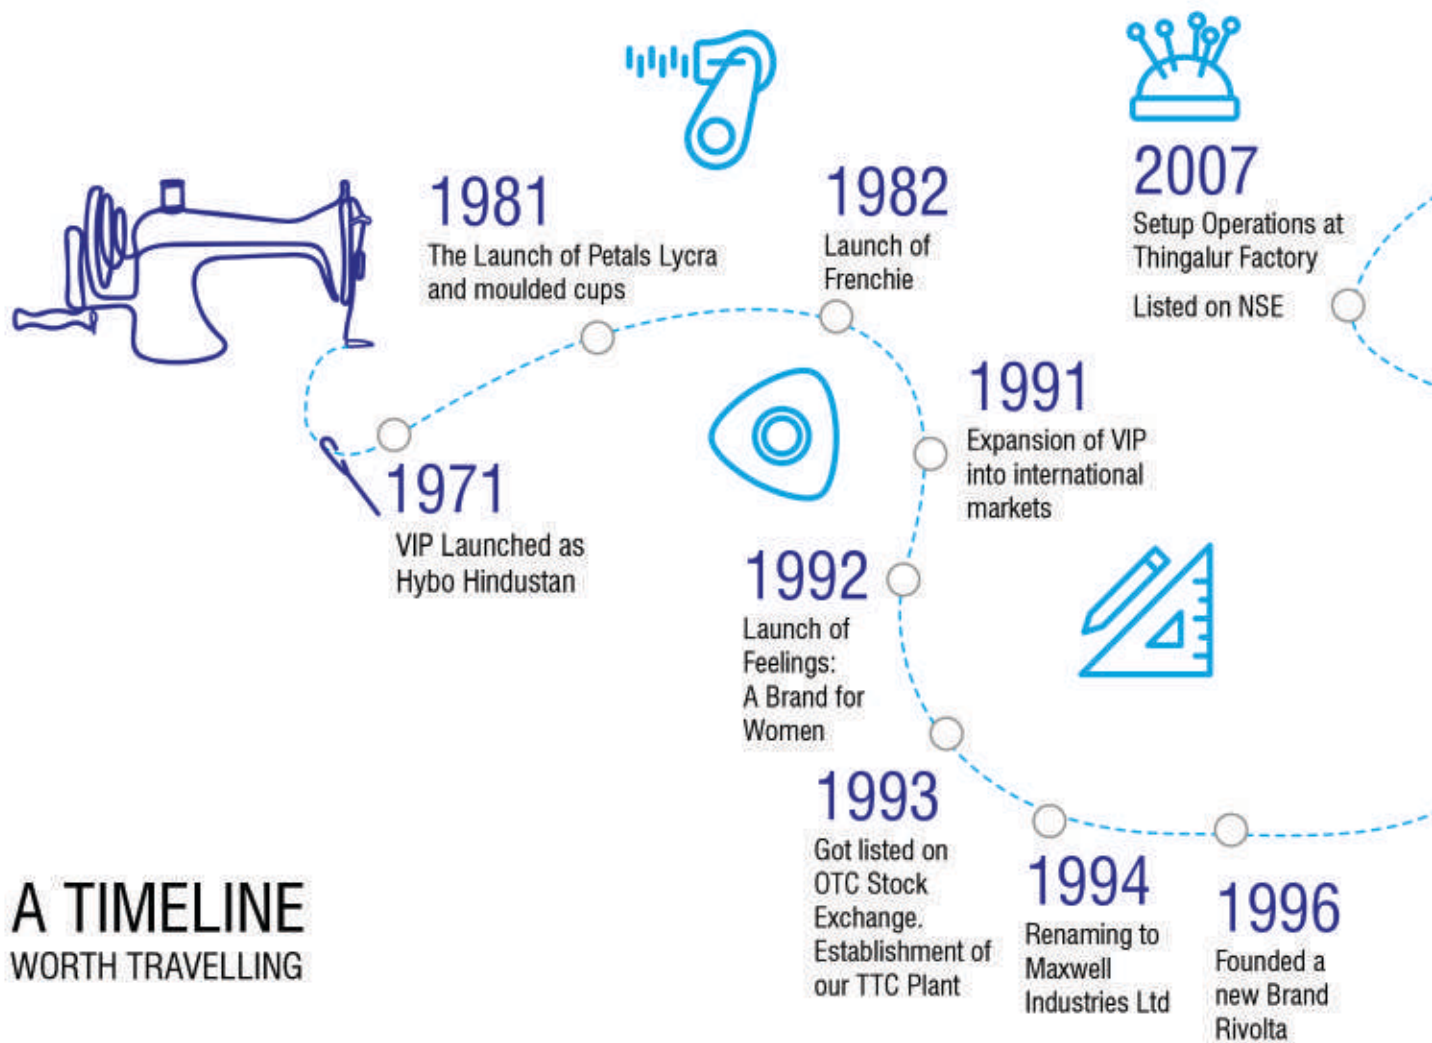 1971
VIP Launched as
Hybo Hindustan
1981
The Launch of Petals Lycra
and moulded cups
1982
Launch of
Frenchie
1991
Expansion of VIP
into international
markets
1992
Launch of
Feelings:
A Brand for
Women
1993
Got listed on
OTC Stock
Exchange.
Establishment of
our TTC Plant
1994
Renaming to
Maxwell
Industries Ltd
1996
Founded a
new Brand
Rivolta
2007
Setup Operations at
Thingalur Factory
Listed on NSE
A TIMELINE
WORTH TRAVELLING